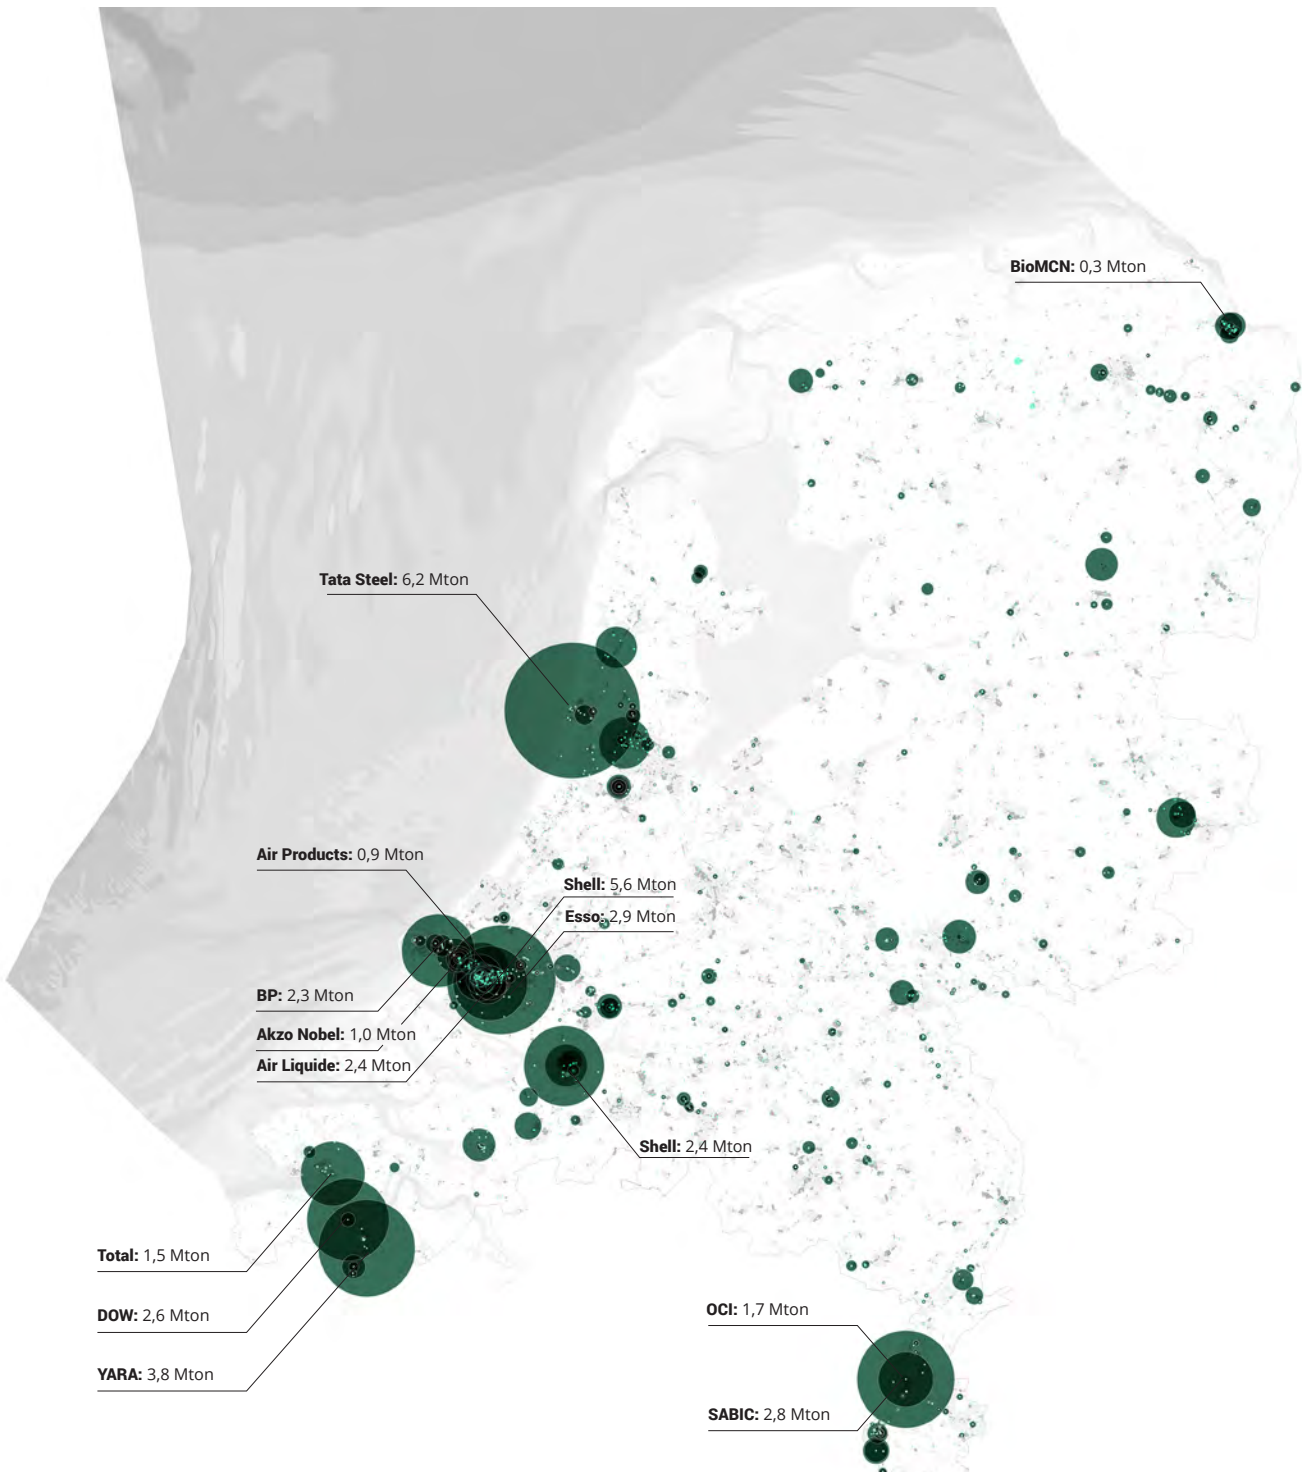 BioMCN: 0,3 Mton
Tata Steel: 6,2 Mton
Air Products: 0,9 Mton
Shell: 5,6 Mton
Esso: 2,9 Mton
BP: 2,3 Mton
Akzo Nobel: 1,0 Mton
Air Liquide: 2,4 Mton
Shell: 2,4 Mton
Total: 1,5 Mton
DOW: 2,6 Mton
YARA: 3,8 Mton
OCI: 1,7 Mton
SABIC: 2,8 Mton